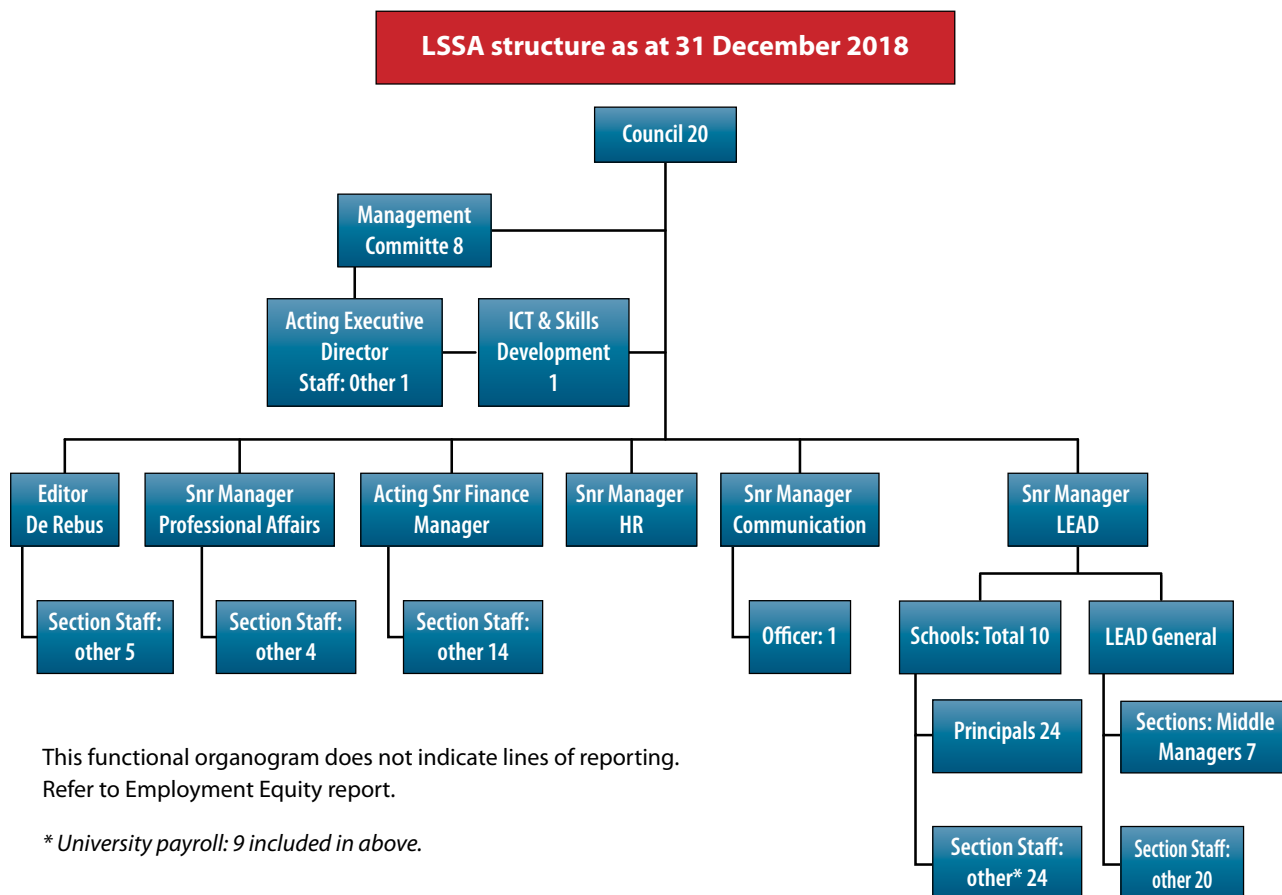 LSSA structure as at 31 December 2018
Council 20
Management
Committe 8
Acting Executive
Director
Staff: Other 1
ICT & Skills
Development
1
Editor
De Rebus
Snr Manager
Professional Affairs
Acting Snr Finance
Manager
Snr Manager
HR
Snr Manager
Communication
Snr Manager
LEAD
Section Staff:
other 5
Section Staff:
other 4
Section Staff:
other 14
Officer: 1
Schools: Total 10
LEAD General
Principals 24
Sections: Middle
Managers 7
Section Staff:
other* 24
Section Staff:
other 20
This functional organogram does not indicate lines of reporting.
Refer to Employment Equity report.
* University payroll: 9 included in above.